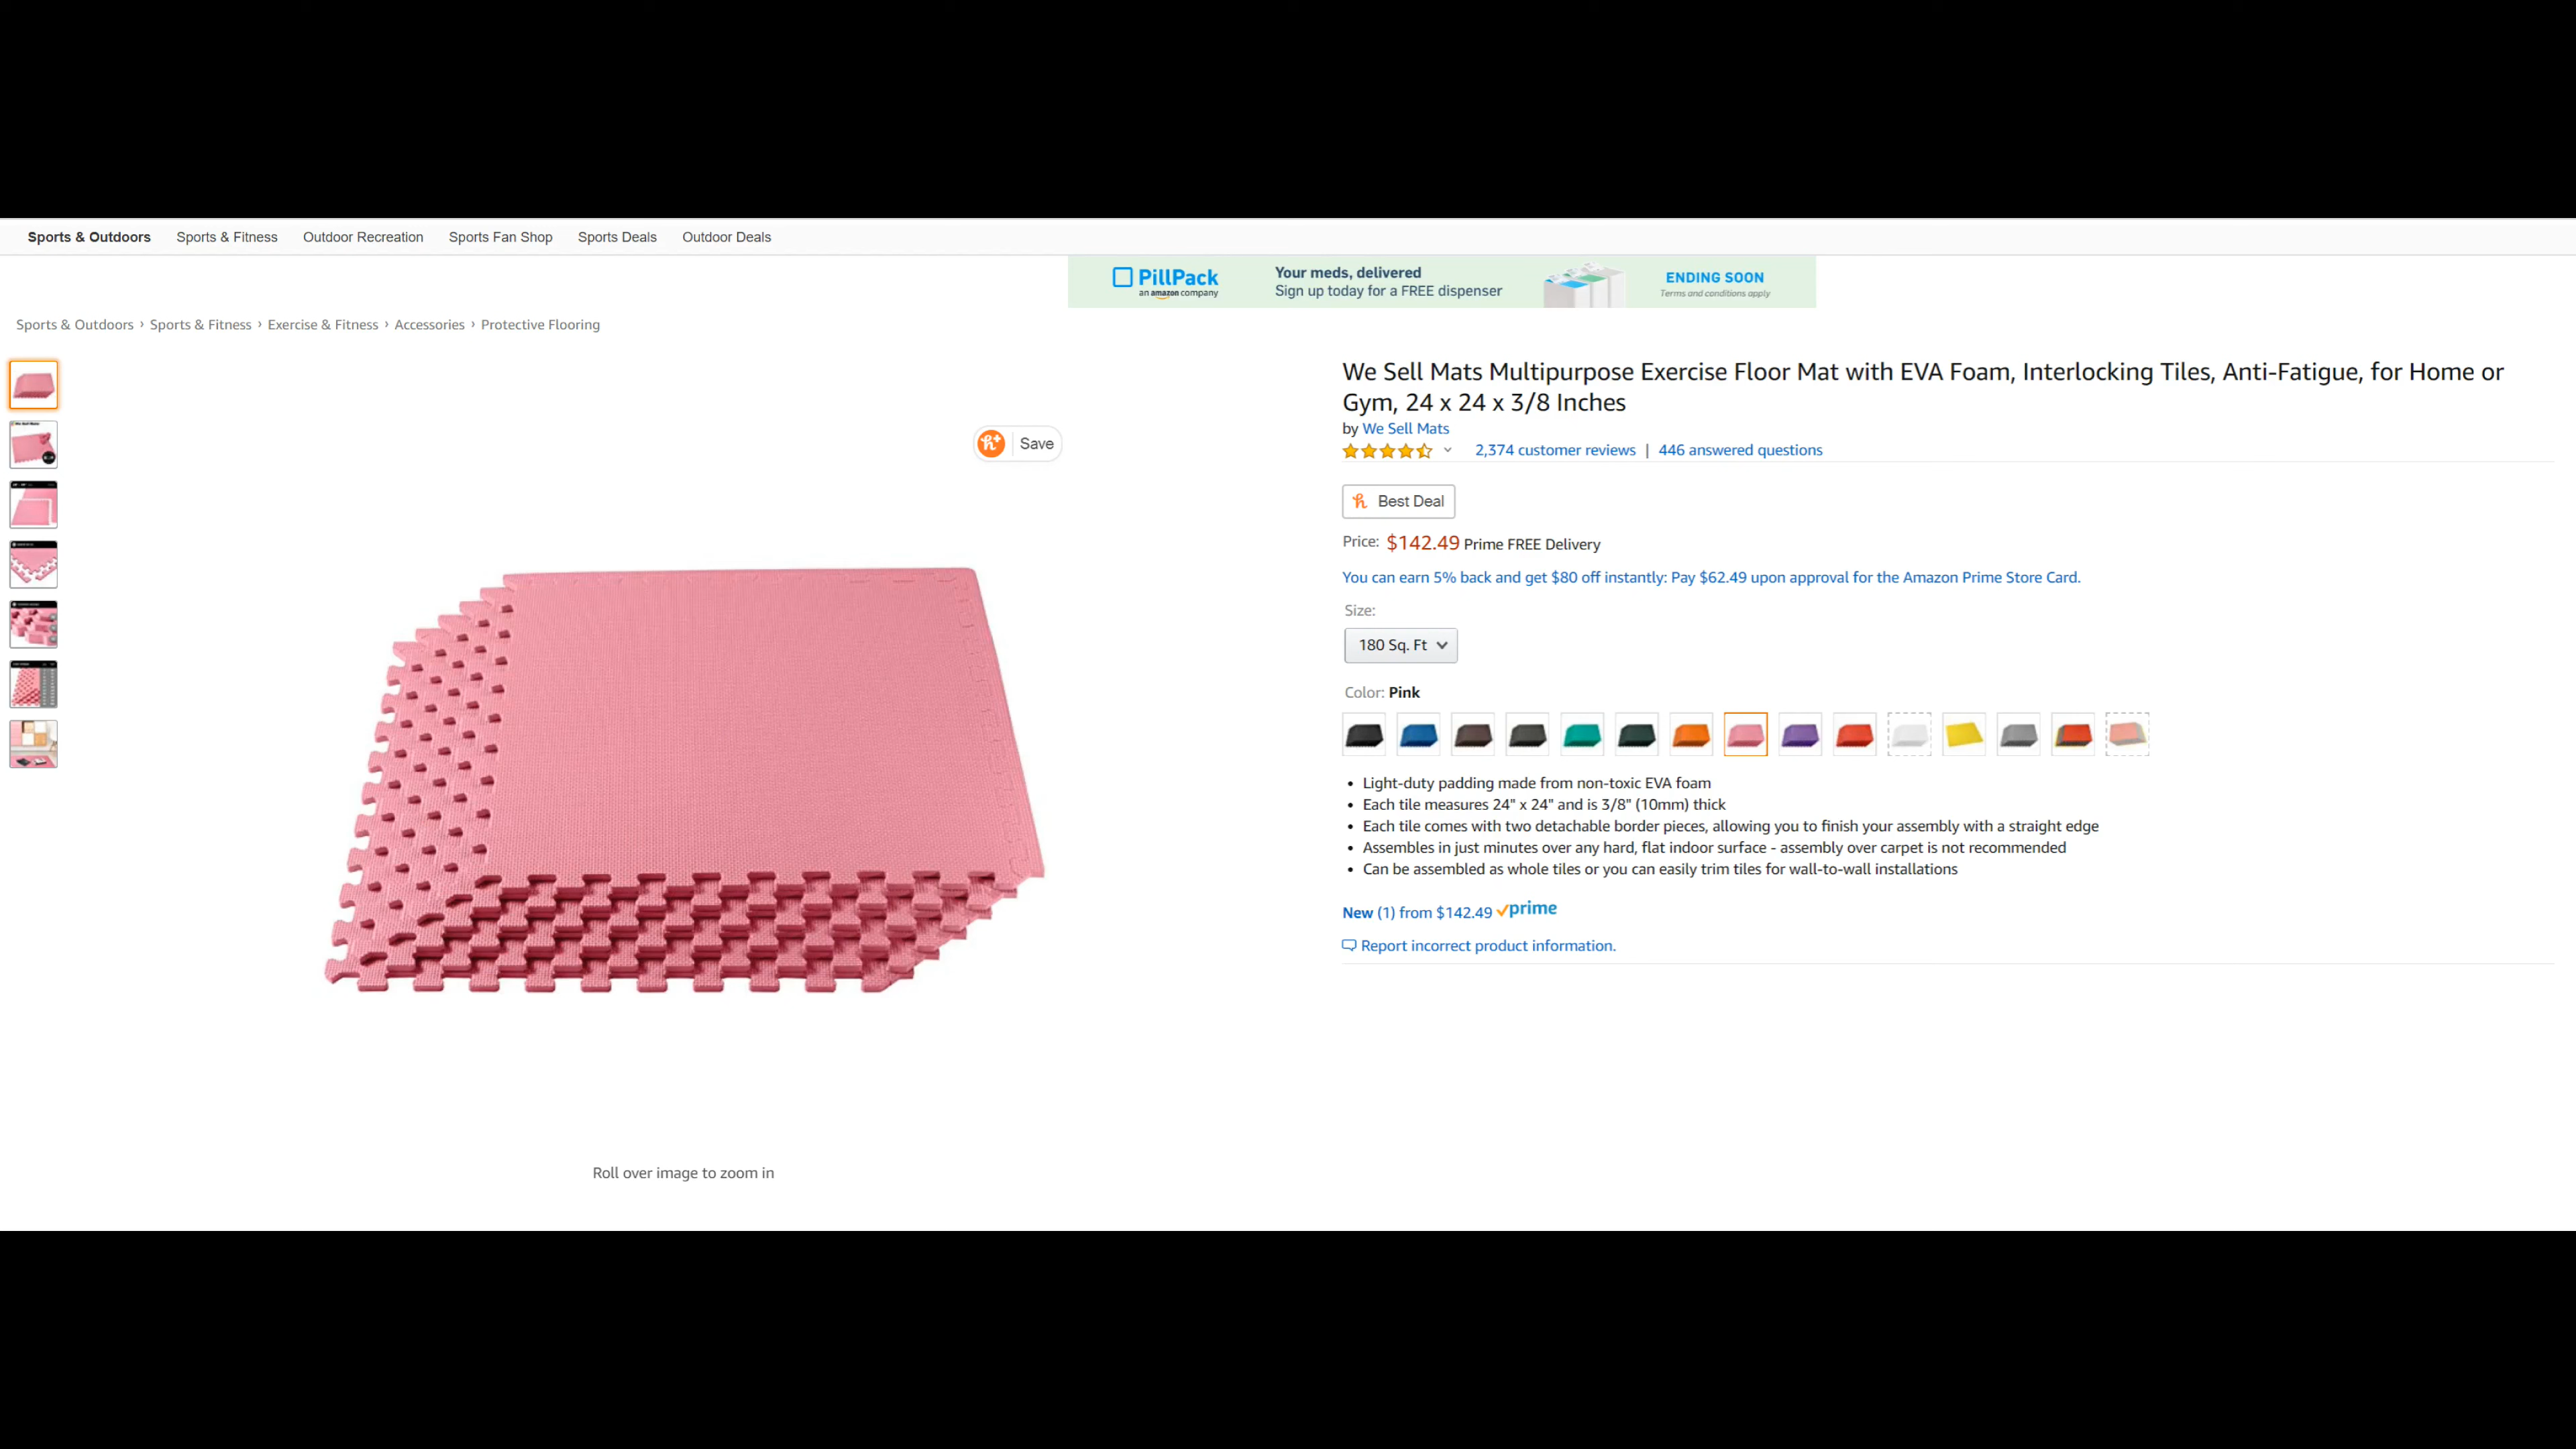 Sports & Outdoors Sports & Fitness Outdoor Recreation Sports Fan Shop Sports Deals Outdoor Deals
PillPack
an amazon company
Your meds, delivered
Sign up today for a FREE dispenser
ENDING SOON
Terms and conditions apply
Sports & Outdoors › Sports & Fitness › Exercise & Fitness › Accessories › Protective Flooring
Save
We Sell Mats Multipurpose Exercise Floor Mat with EVA Foam, Interlocking Tiles, Anti-Fatigue, for Home or
Gym, 24 x 24 x 3/8 Inches
by We Sell Mats
2,374 customer reviews | 446 answered questions
Best Deal
Price: $142.49 Prime FREE Delivery
You can earn 5% back and get $80 off instantly: Pay $62.49 upon approval for the Amazon Prime Store Card.
Size:
180 Sq. Ft
Color: Pink
• Light-duty padding made from non-toxic EVA foam
• Each tile measures 24" x 24" and is 3/8" (10mm) thick
• Each tile comes with two detachable border pieces, allowing you to finish your assembly with a straight edge
• Assembles in just minutes over any hard, flat indoor surface - assembly over carpet is not recommended
• Can be assembled as whole tiles or you can easily trim tiles for wall-to-wall installations
New (1) from $142.49 prime
Report incorrect product information.
Roll over image to zoom in